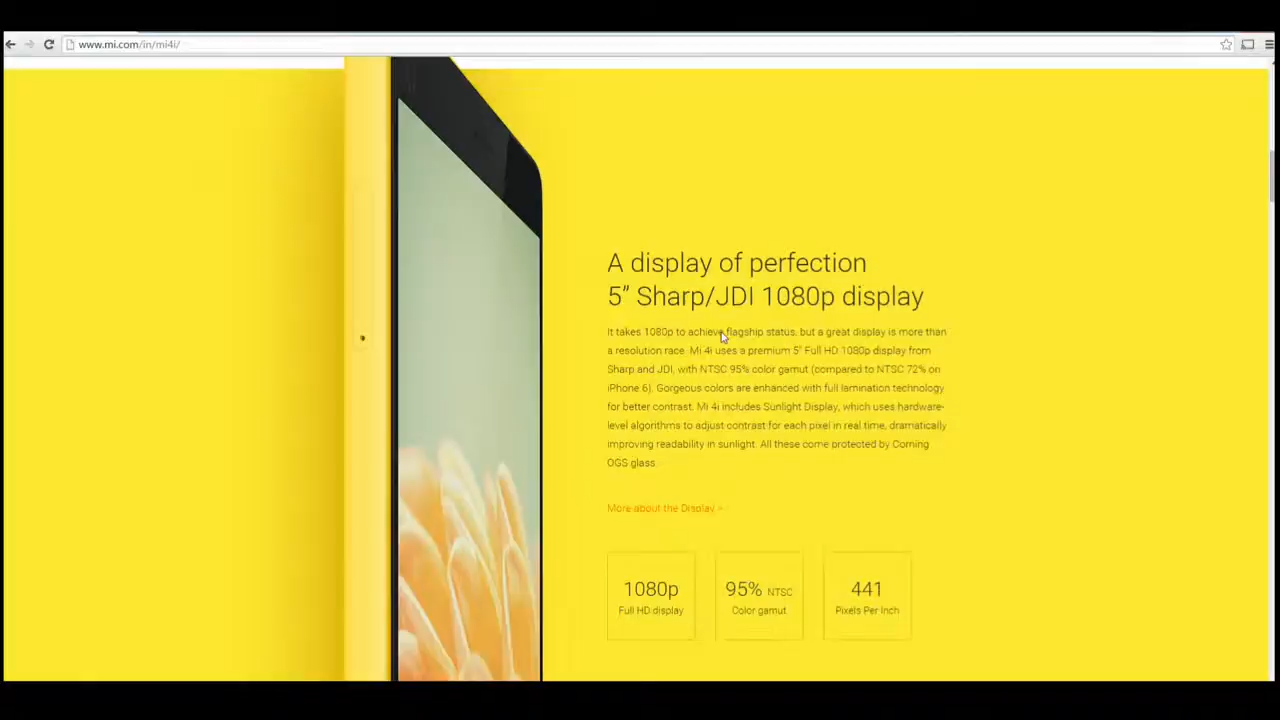 www.mi.com/in/mi4i/
A display of perfection
5” Sharp/JDI 1080p display
It takes 1080p to achieve flagship status, but a great display is more than
a resolution race. Mi 4i uses a premium 5" Full HD 1080p display from
Sharp and JDI, with NTSC 95% color gamut (compared to NTSC 72% on
iPhone 6). Gorgeous colors are enhanced with full lamination technology
for better contrast. Mi 4i includes Sunlight Display, which uses hardware-
level algorithms to adjust contrast for each pixel in real time, dramatically
improving readability in sunlight. All these come protected by Corning
OGS glass.
More about the Display >
1080p
Full HD display
95% NTSC
Color gamut
441
Pixels Per Inch